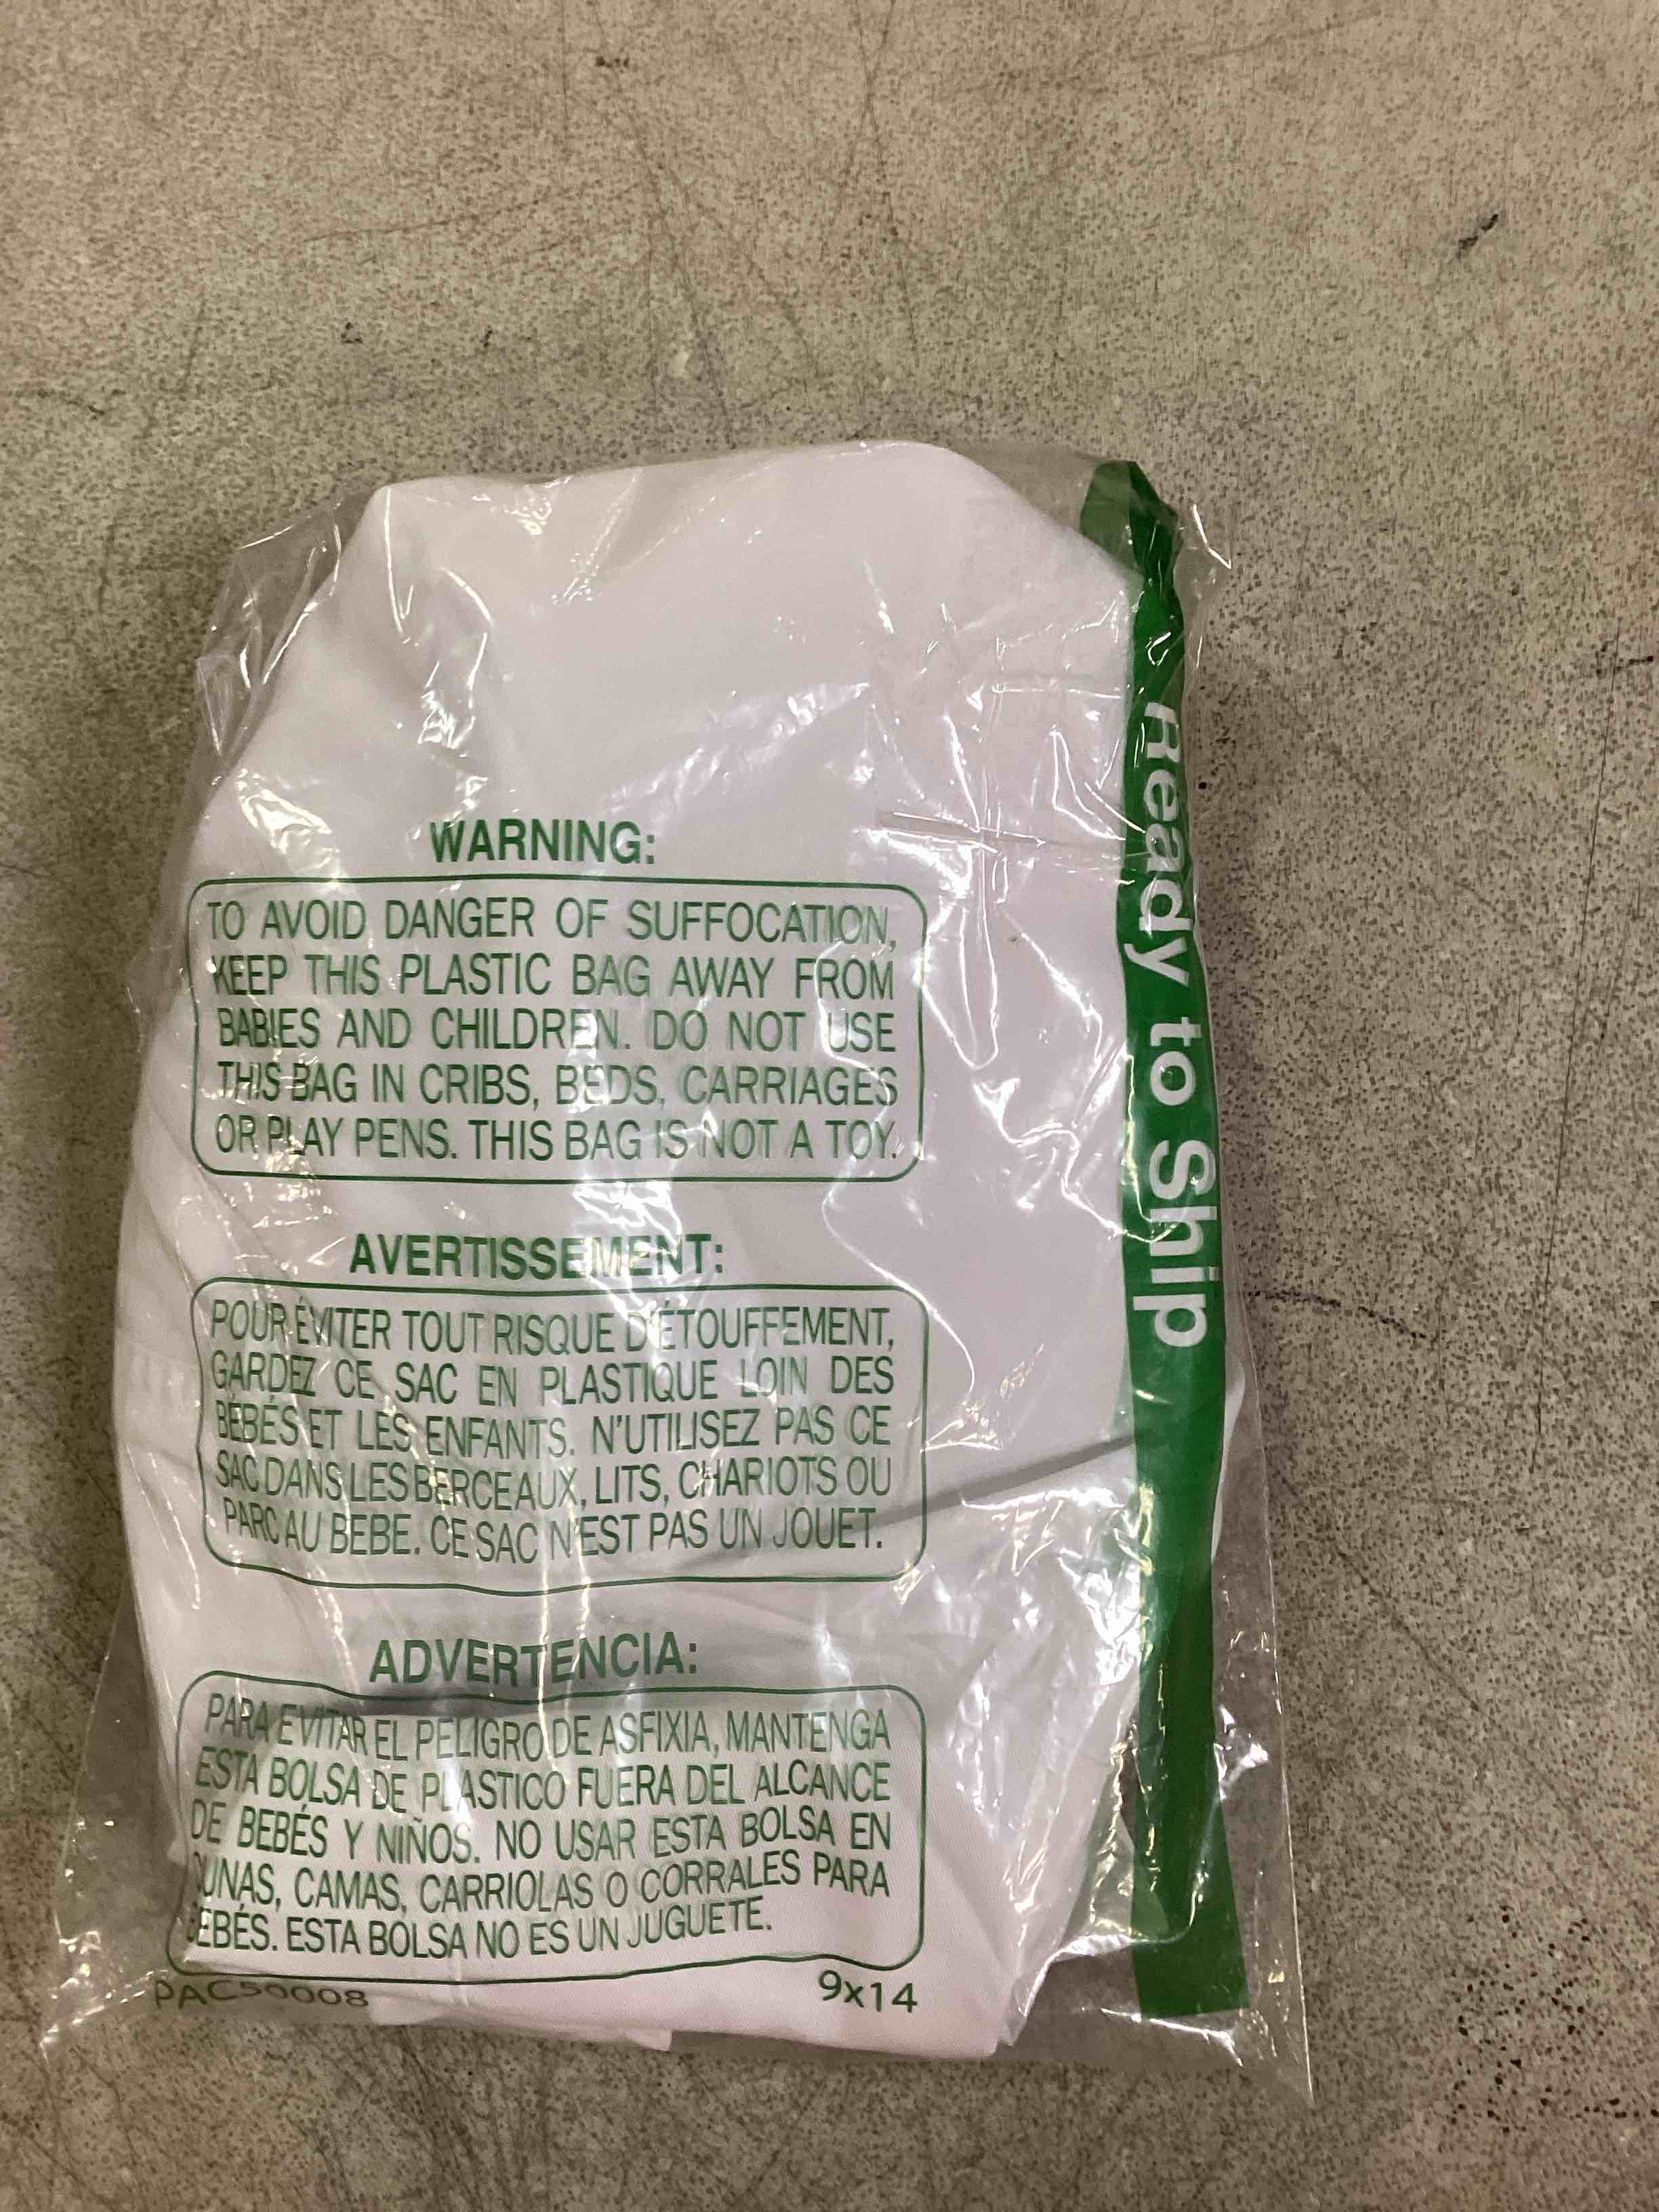 WARNING:
TO AVOID DANGER OF SUFFOCATION,
KEEP THIS PLASTIC BAG AWAY FROM
BABIES AND CHILDREN. DO NOT USE
THIS BAG IN CRIBS, BEDS, CARRIAGES
OR PLAY PENS. THIS BAG IS NOT A TOY.
AVERTISSEMENT:
POUR ÉVITER TOUT RISQUE D'ÉTOUFFEMENT,
GARDEZ CE SAC EN PLASTIQUE LOIN DES
BÉBÉS ET LES ENFANTS. N'UTILISEZ PAS CE
SAC DANS LES BERCEAUX, LITS, CHARIOTS OU
PARC AU BEBE. CE SAC N'EST PAS UN JOUET.
ADVERTENCIA:
PARA EVITAR EL PELIGRO DE ASFIXIA, MANTENGA
ESTA BOLSA DE PLASTICO FUERA DEL ALCANCE
DE BEBÉS Y NIÑOS. NO USAR ESTA BOLSA EN
CUNAS, CAMAS, CARRIOLAS O CORRALES PARA
BEBÉS. ESTA BOLSA NO ES UN JUGUETE.
PAC50008
9x14
Ready to Ship